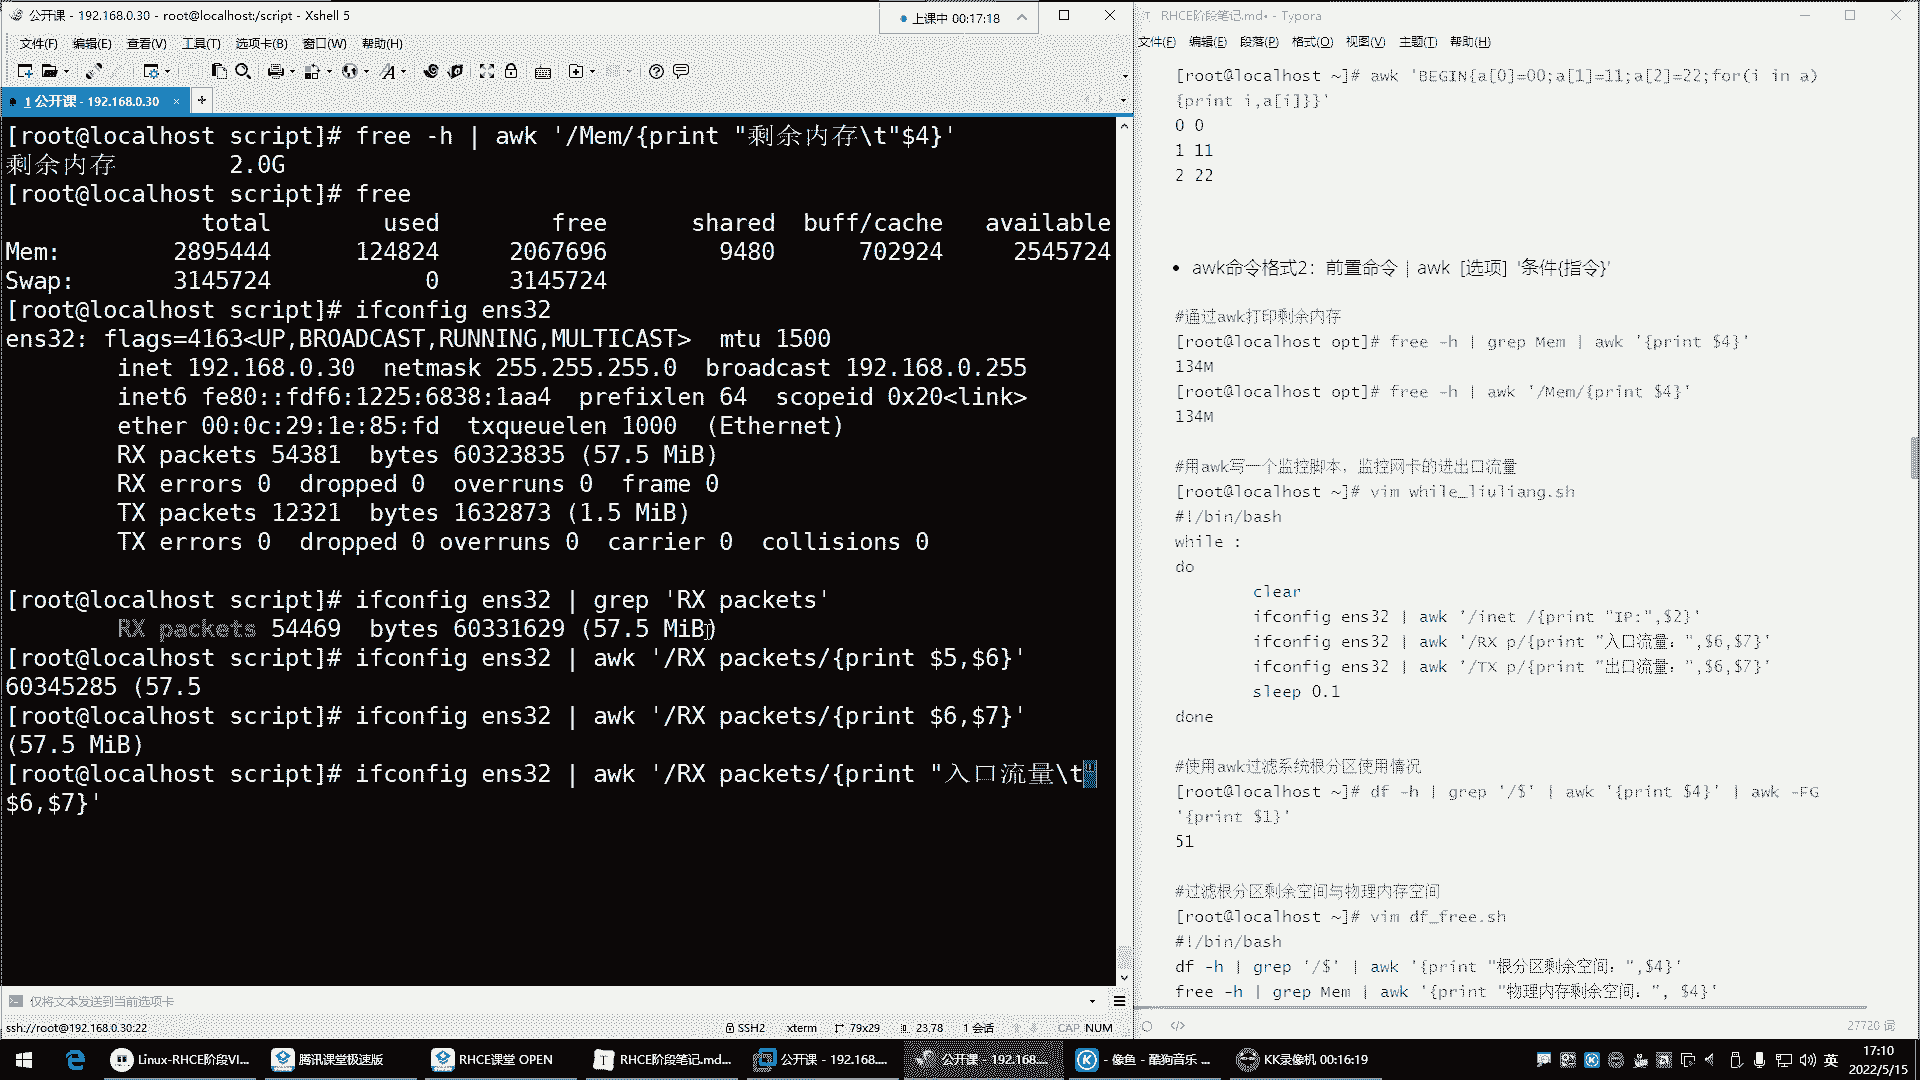 公开课 - 192.168.0.30 - root@localhost:/script - Xshell 5
上课中 00:17:18
文件(F) 编辑(E) 查看(V) 工具(T) 选项卡(B) 窗口(W) 帮助(H)
1 公开课 - 192.168.0.30 × +
[root@localhost script]# free -h | awk '/Mem/{print "剩余内存\t"$4}'
剩余内存 2.0G
[root@localhost script]# free
total used free shared buff/cache available
Mem: 2895444 124824 2067696 9480 702924 2545724
Swap: 3145724 0 3145724
[root@localhost script]# ifconfig ens32
ens32: flags=4163<UP,BROADCAST,RUNNING,MULTICAST> mtu 1500
inet 192.168.0.30 netmask 255.255.255.0 broadcast 192.168.0.255
inet6 fe80::fdf6:1225:6838:1aa4 prefixlen 64 scopeid 0x20<link>
ether 00:0c:29:1e:85:fd txqueuelen 1000 (Ethernet)
RX packets 54381 bytes 60323835 (57.5 MiB)
RX errors 0 dropped 0 overruns 0 frame 0
TX packets 12321 bytes 1632873 (1.5 MiB)
TX errors 0 dropped 0 overruns 0 carrier 0 collisions 0
[root@localhost script]# ifconfig ens32 | grep 'RX packets'
RX packets 54469 bytes 60331629 (57.5 MiB)
[root@localhost script]# ifconfig ens32 | awk '/RX packets/{print $5,$6}'
60345285 (57.5
[root@localhost script]# ifconfig ens32 | awk '/RX packets/{print $6,$7}'
(57.5 MiB)
[root@localhost script]# ifconfig ens32 | awk '/RX packets/{print "入口流量\t"
$6,$7}'
仅将文本发送到当前选项卡
ssh://root@192.168.0.30:22 SSH2 xterm 79x29 23,78 1 会话 CAP NUM
RHCE阶段笔记.md• - Typora
文件(F) 编辑(E) 段落(P) 格式(O) 视图(V) 主题(T) 帮助(H)
[root@localhost ~]# awk 'BEGIN{a[0]=00;a[1]=11;a[2]=22;for(i in a)
{print i,a[i]}}'
0 0
1 11
2 22
• awk命令格式2：前置命令 | awk [选项] '条件{指令}'
#通过awk打印剩余内存
[root@localhost opt]# free -h | grep Mem | awk '{print $4}'
134M
[root@localhost opt]# free -h | awk '/Mem/{print $4}'
134M
#用awk写一个监控脚本，监控网卡的进出口流量
[root@localhost ~]# vim while_liuliang.sh
#!/bin/bash
while :
do
clear
ifconfig ens32 | awk '/inet /{print "IP:",$2}'
ifconfig ens32 | awk '/RX p/{print "入口流量：",$6,$7}'
ifconfig ens32 | awk '/TX p/{print "出口流量：",$6,$7}'
sleep 0.1
done
#使用awk过滤系统根分区使用情况
[root@localhost ~]# df -h | grep '/$' | awk '{print $4}' | awk -FG
'{print $1}'
51
#过滤根分区剩余空间与物理内存空间
[root@localhost ~]# vim df_free.sh
#!/bin/bash
df -h | grep '/$' | awk '{print "根分区剩余空间：",$4}'
free -h | grep Mem | awk '{print "物理内存剩余空间：", $4}'
</> 27720 词
Linux-RHCE阶段VI... 腾讯课堂极速版 RHCE课堂 OPEN RHCE阶段笔记.md... 公开课 - 192.168.... 公开课 - 192.168.... - 像鱼 - 酷狗音乐 ... KK录像机 00:16:19 英
17:10
2022/5/15